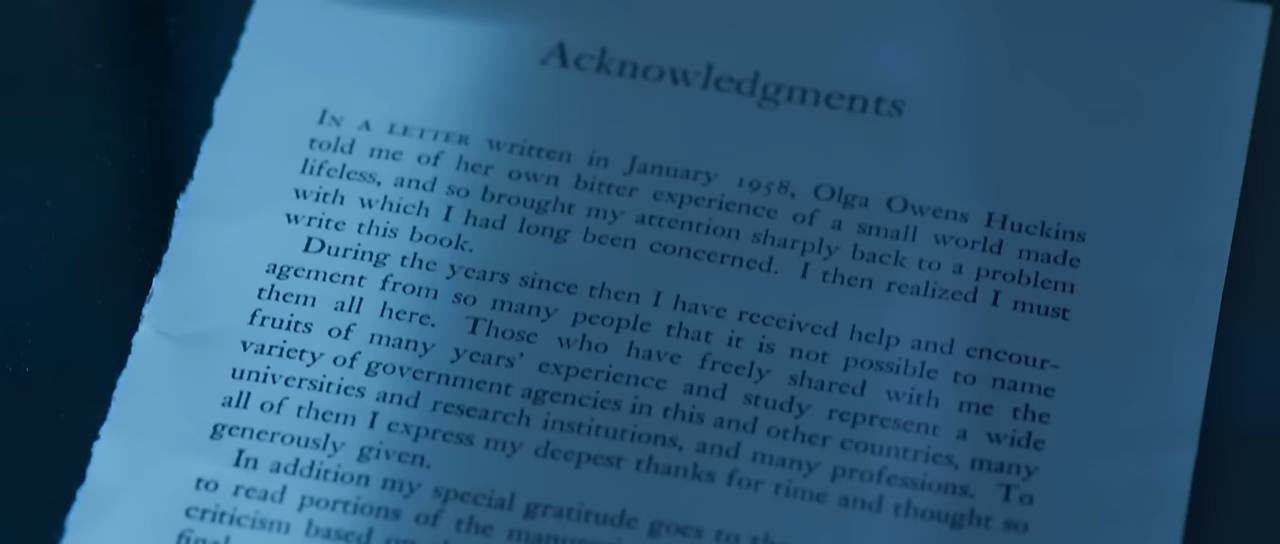 Acknowledgments
IN A LETTER written in January 1958, Olga Owens Huckins
told me of her own bitter experience of a small world made
lifeless, and so brought my attention sharply back to a problem
with which I had long been concerned. I then realized I must
write this book.
During the years since then I have received help and encour-
agement from so many people that it is not possible to name
them all here. Those who have freely shared with me the
fruits of many years' experience and study represent a wide
variety of government agencies in this and other countries, many
universities and research institutions, and many professions. To
all of them I express my deepest thanks for time and thought so
generously given.
In addition my special gratitude goes to
to read portions of the
criticism based
final